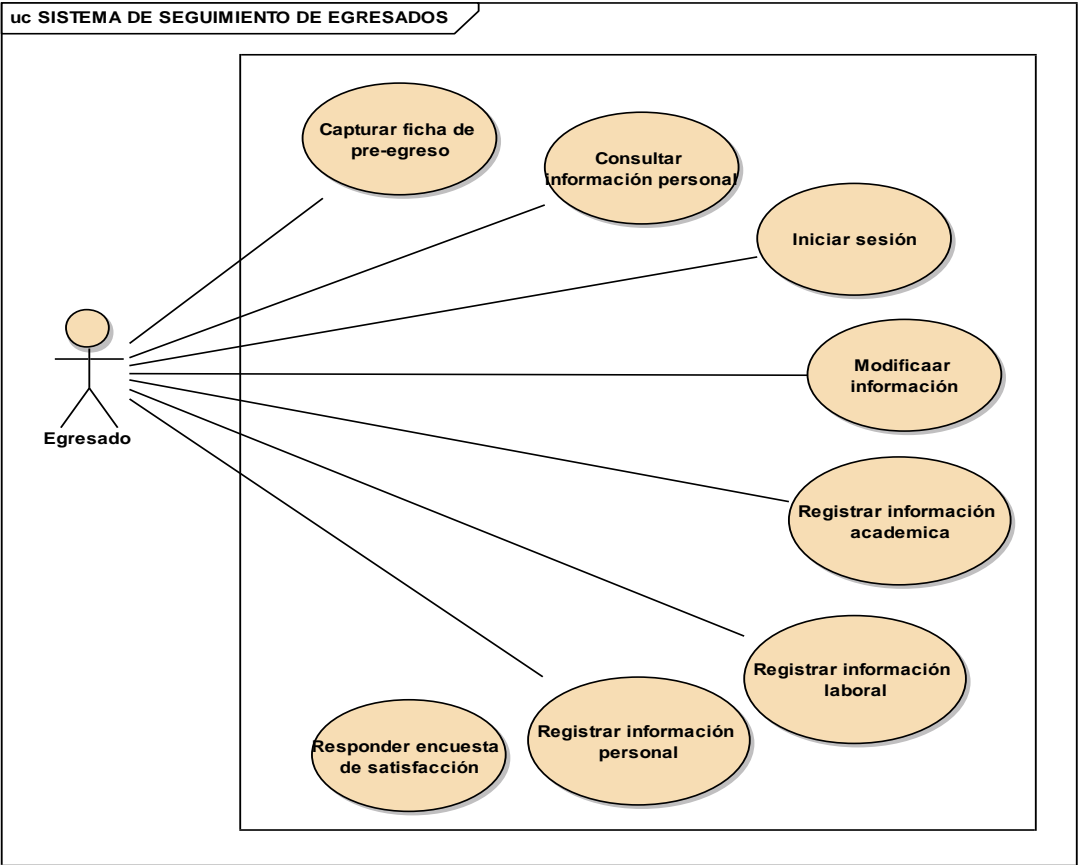 uc SISTEMA DE SEGUIMIENTO DE EGRESADOS
Capturar ficha de
pre-egreso
Consultar
información personal
Iniciar sesión
Modificaar
información
Egresado
Registrar información
academica
Registrar información
laboral
Registrar información
personal
Responder encuesta
de satisfacción